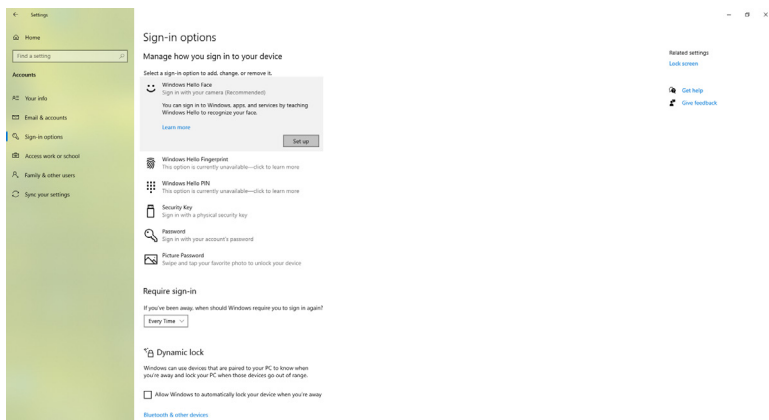 Settings
Home
Find a setting
Accounts
Your info
Email & accounts
Sign-in options
Access work or school
Family & other users
Sync your settings
Sign-in options
Manage how you sign in to your device
Select a sign-in option to add, change, or remove it.
Windows Hello Face
Sign in with your camera (Recommended)
You can sign in to Windows, apps, and services by teaching
Windows Hello to recognize your face.
Learn more
Set up
Windows Hello Fingerprint
This option is currently unavailable—click to learn more
Windows Hello PIN
This option is currently unavailable—click to learn more
Security Key
Sign in with a physical security key
Password
Sign in with your account's password
Picture Password
Swipe and tap your favorite photo to unlock your device
Require sign-in
If you've been away, when should Windows require you to sign in again?
Every Time
Dynamic lock
Windows can use devices that are paired to your PC to know when
you're away and lock your PC when those devices go out of range.
Allow Windows to automatically lock your device when you're away
Bluetooth & other devices
Related settings
Lock screen
Get help
Give feedback